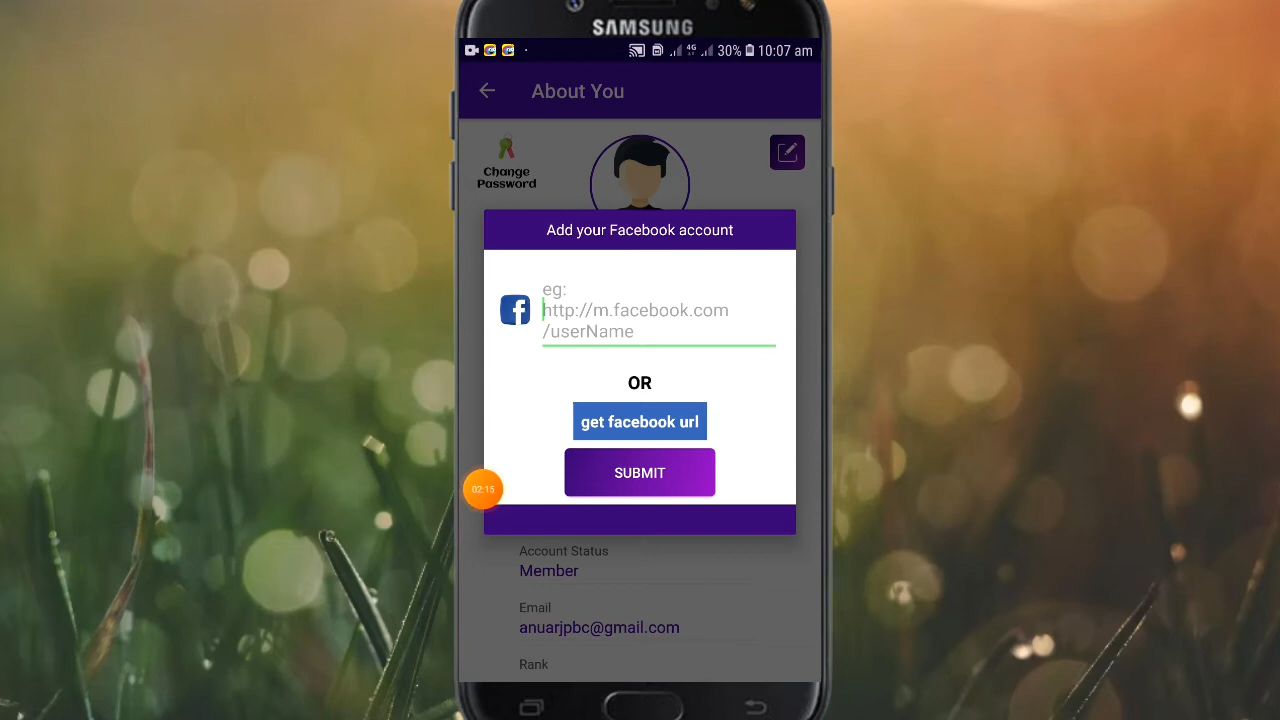 SAMSUNG
4G 30% 10:07 am
About You
Change
Password
Add your Facebook account
eg:
http://m.facebook.com
/userName
OR
get facebook url
SUBMIT
02:15
Account Status
Member
Email
anuarjpbc@gmail.com
Rank